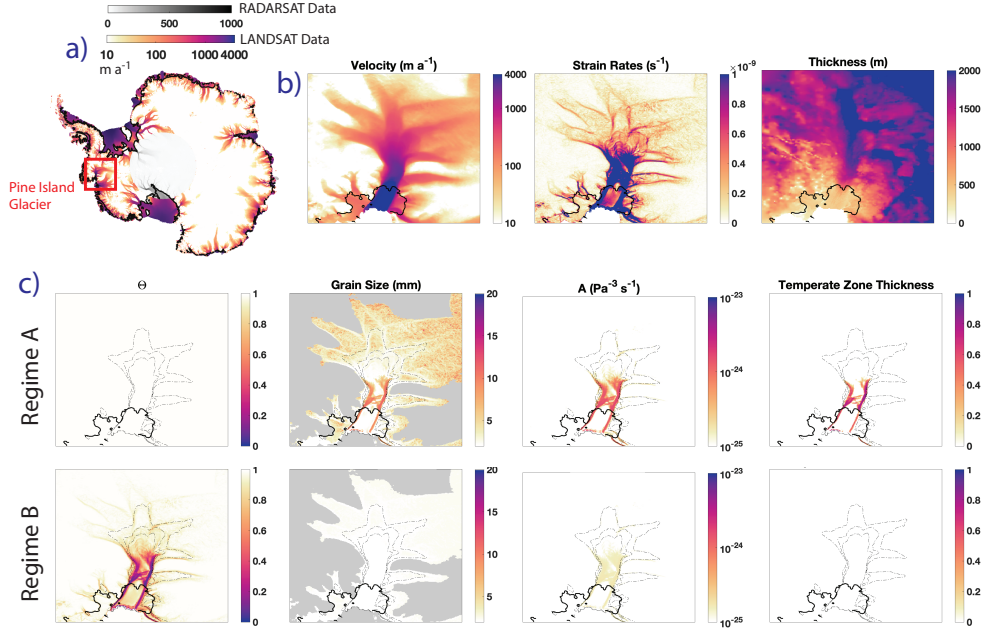 RADARSAT Data
0 500 1000
LANDSAT Data
10 100 1000 4000
m a⁻¹
a)
Pine Island
Glacier
b)
Velocity (m a⁻¹)
4000
1000
100
10
Strain Rates (s⁻¹)
×10⁻⁹
1
0.8
0.6
0.4
0.2
0
Thickness (m)
2000
1500
1000
500
0
c)
Regime A
Θ
1
0.8
0.6
0.4
0.2
0
Grain Size (mm)
20
15
10
5
A (Pa⁻³ s⁻¹)
10⁻²³
10⁻²⁴
10⁻²⁵
Temperate Zone Thickness
1
0.8
0.6
0.4
0.2
0
Regime B
1
0.8
0.6
0.4
0.2
0
20
15
10
5
10⁻²³
10⁻²⁴
10⁻²⁵
1
0.8
0.6
0.4
0.2
0